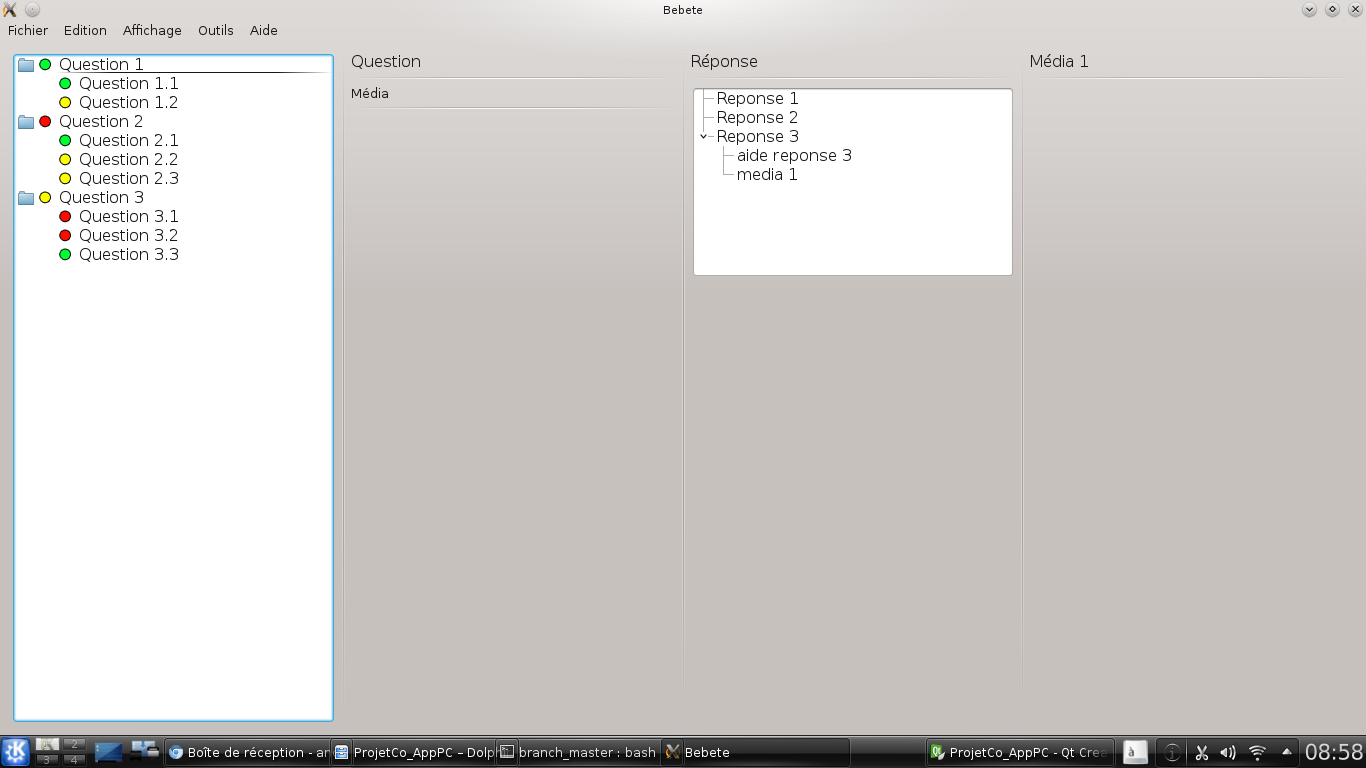 Bebete
Fichier Edition Affichage Outils Aide
Question 1
Question 1.1
Question 1.2
Question 2
Question 2.1
Question 2.2
Question 2.3
Question 3
Question 3.1
Question 3.2
Question 3.3
Question
Média
Réponse
Reponse 1
Reponse 2
Reponse 3
aide reponse 3
media 1
Média 1
2
3 4
Boîte de réception - ar
ProjetCo_AppPC – Dolp
branch_master : bash
Bebete
ProjetCo_AppPC - Qt Crea
à
08:58